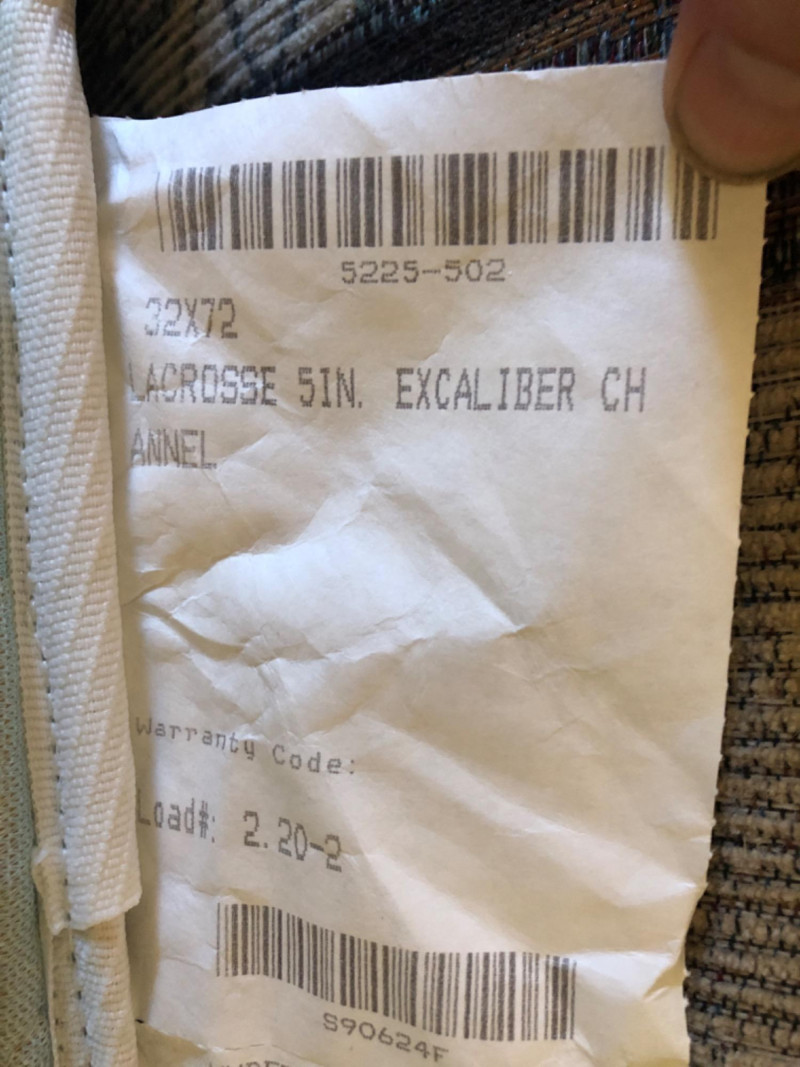 5225-502
32X72
LACROSSE 5IN. EXCALIBER CH
ANNEL
Warranty Code:
Load#: 2.20-2
S90624F